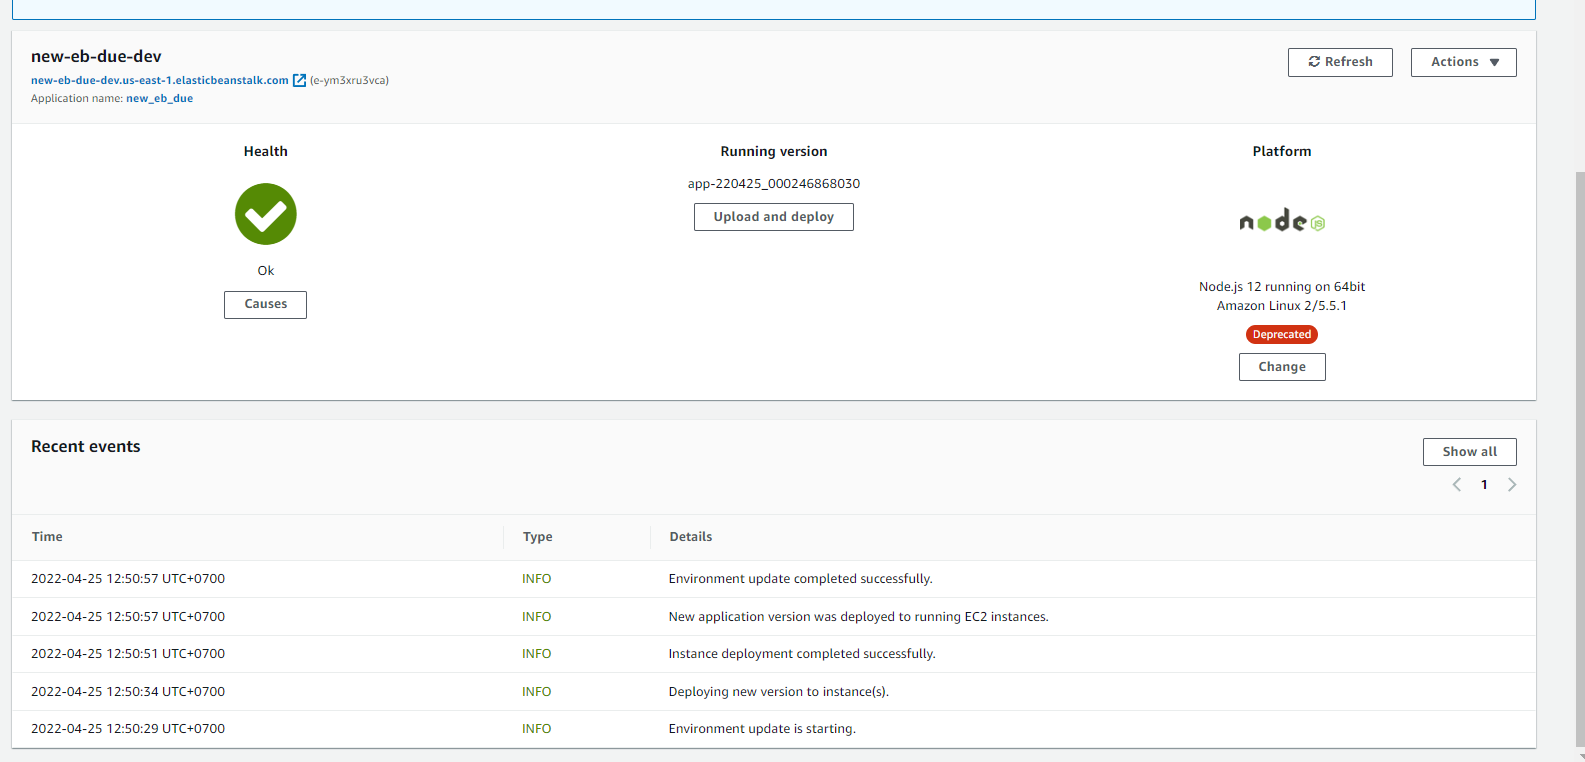 new-eb-due-dev
new-eb-due-dev.us-east-1.elasticbeanstalk.com (e-ym3xru3vca)
Application name: new_eb_due
Refresh
Actions
Health
Ok
Causes
Running version
app-220425_000246868030
Upload and deploy
Platform
node JS
Node.js 12 running on 64bit
Amazon Linux 2/5.5.1
Deprecated
Change
Recent events
Show all
1
Time Type Details
2022-04-25 12:50:57 UTC+0700 INFO Environment update completed successfully.
2022-04-25 12:50:57 UTC+0700 INFO New application version was deployed to running EC2 instances.
2022-04-25 12:50:51 UTC+0700 INFO Instance deployment completed successfully.
2022-04-25 12:50:34 UTC+0700 INFO Deploying new version to instance(s).
2022-04-25 12:50:29 UTC+0700 INFO Environment update is starting.